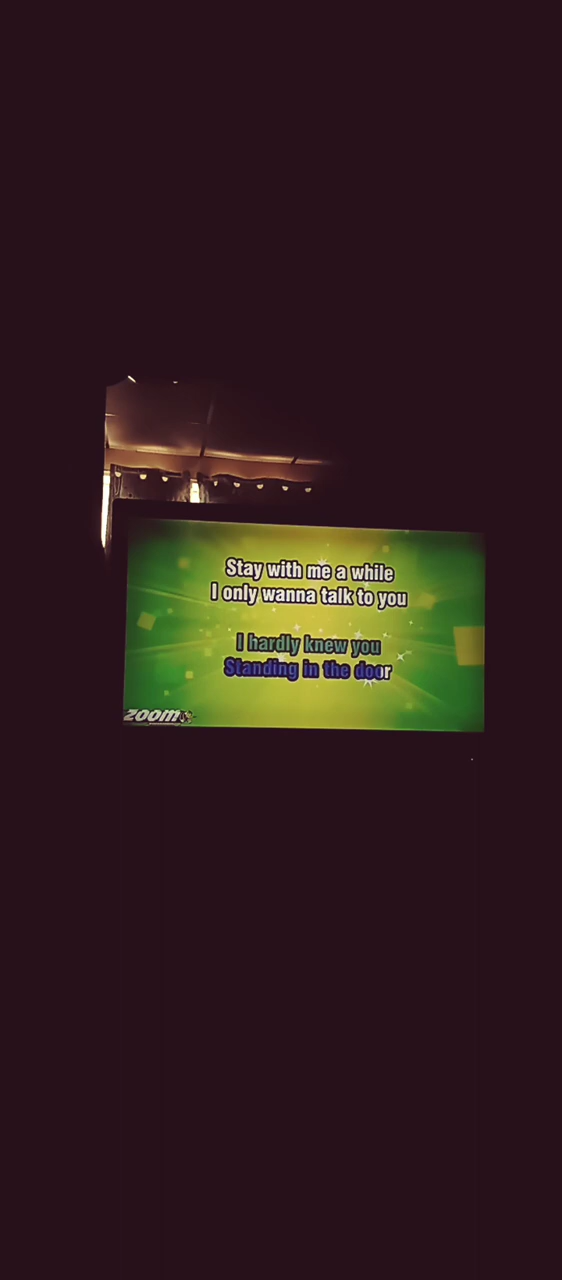 Stay with me a while
I only wanna talk to you
I hardly knew you
Standing in the door
zoom